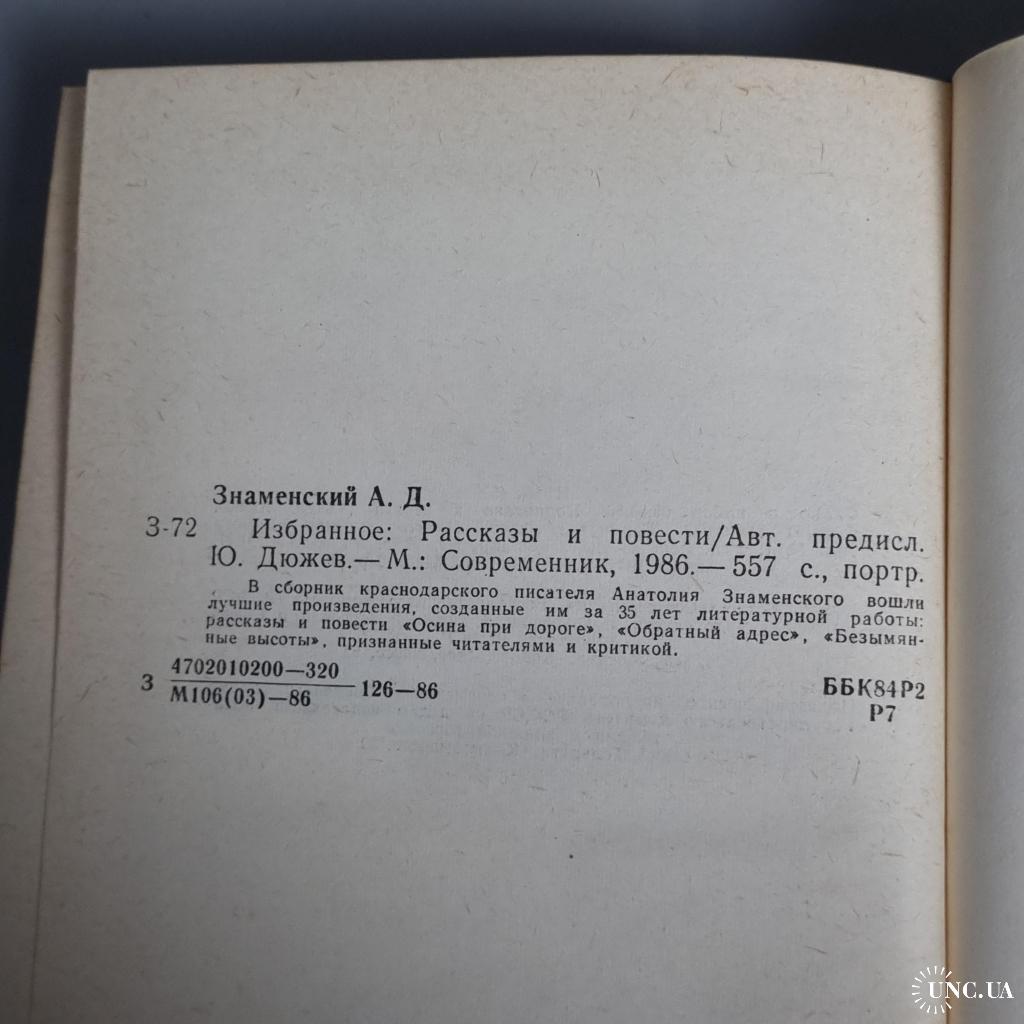 Знаменский А. Д.
З-72 Избранное: Рассказы и повести/Авт. предисл.
Ю. Дюжев.— М.: Современник, 1986.— 557 с., портр.
В сборник краснодарского писателя Анатолия Знаменского вошли
лучшие произведения, созданные им за 35 лет литературной работы:
рассказы и повести «Осина при дороге», «Обратный адрес», «Безымян-
ные высоты», признанные читателями и критикой.
4702010200—320
З 126—86 ББК84Р2
М106(03)—86
Р7
UNC.UA